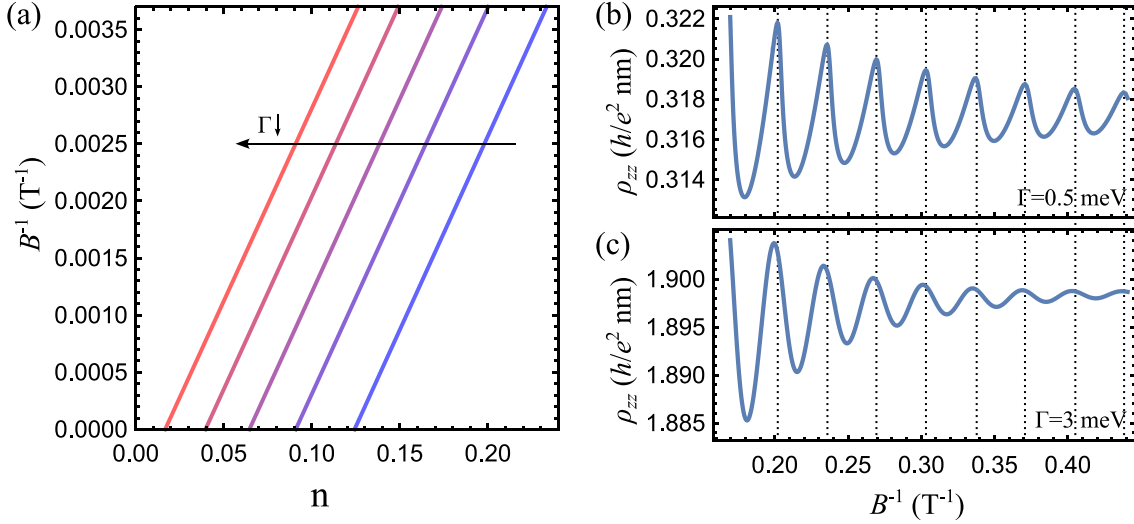 (a)
0.0035
0.0030
0.0025
0.0020
0.0015
0.0010
0.0005
0.0000
B⁻¹ (T⁻¹)
Γ↓
0.00 0.05 0.10 0.15 0.20
n
(b)
0.322
0.320
0.318
0.316
0.314
ρzz (h/e² nm)
Γ=0.5 meV
(c)
1.900
1.895
1.890
1.885
ρzz (h/e² nm)
Γ=3 meV
0.20 0.25 0.30 0.35 0.40
B⁻¹ (T⁻¹)